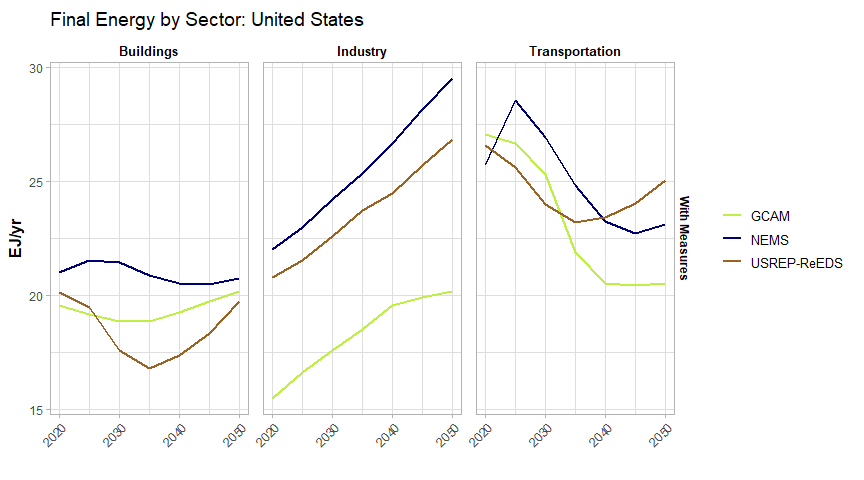 Final Energy by Sector: United States
Buildings
Industry
Transportation
EJ/yr
30
25
20
15
2020
2030
2040
2050
2020
2030
2040
2050
2020
2030
2040
2050
With Measures
GCAM
NEMS
USREP-ReEDS